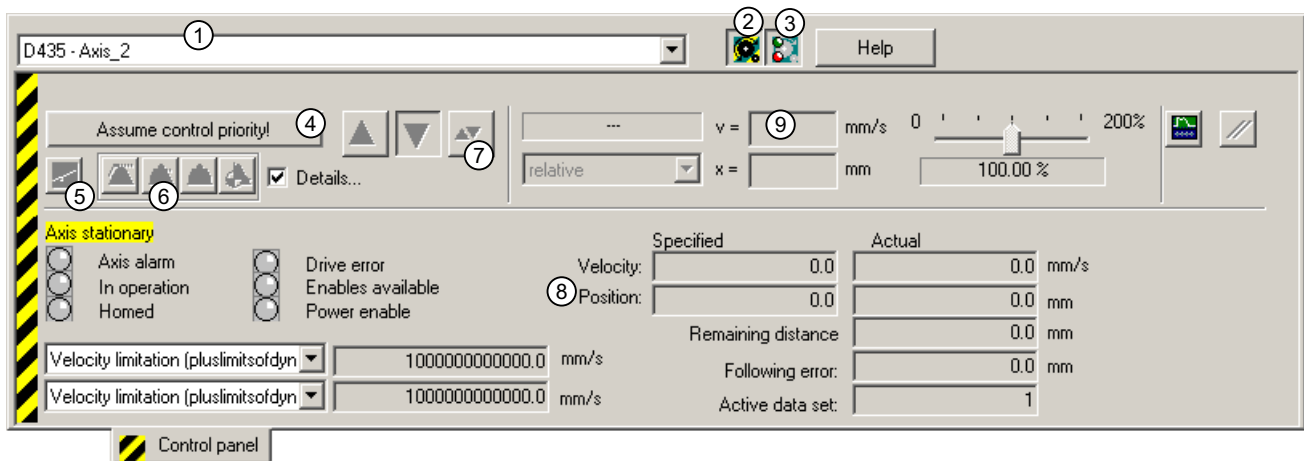 1
2
3
D435 - Axis_2
Help
Assume control priority!
4
7
---
v =
9
mm/s
0
200%
relative
x =
mm
100.00 %
5
6
Details...
Axis stationary
Axis alarm
In operation
Homed
Drive error
Enables available
Power enable
Specified
Actual
Velocity:
0.0
0.0 mm/s
8
Position:
0.0
0.0 mm
Remaining distance
0.0 mm
Following error:
0.0 mm
Active data set:
1
Velocity limitation (pluslimitsofdyn
1000000000000.0 mm/s
Velocity limitation (pluslimitsofdyn
1000000000000.0 mm/s
Control panel